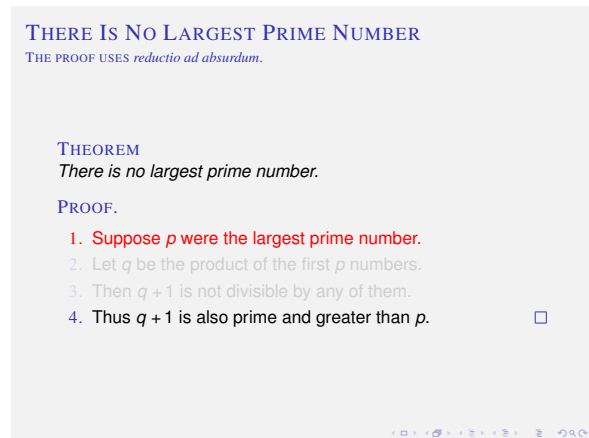 THERE IS NO LARGEST PRIME NUMBER
THE PROOF USES reductio ad absurdum.
THEOREM
There is no largest prime number.
PROOF.
1. Suppose p were the largest prime number.
2. Let q be the product of the first p numbers.
3. Then q + 1 is not divisible by any of them.
4. Thus q + 1 is also prime and greater than p. □